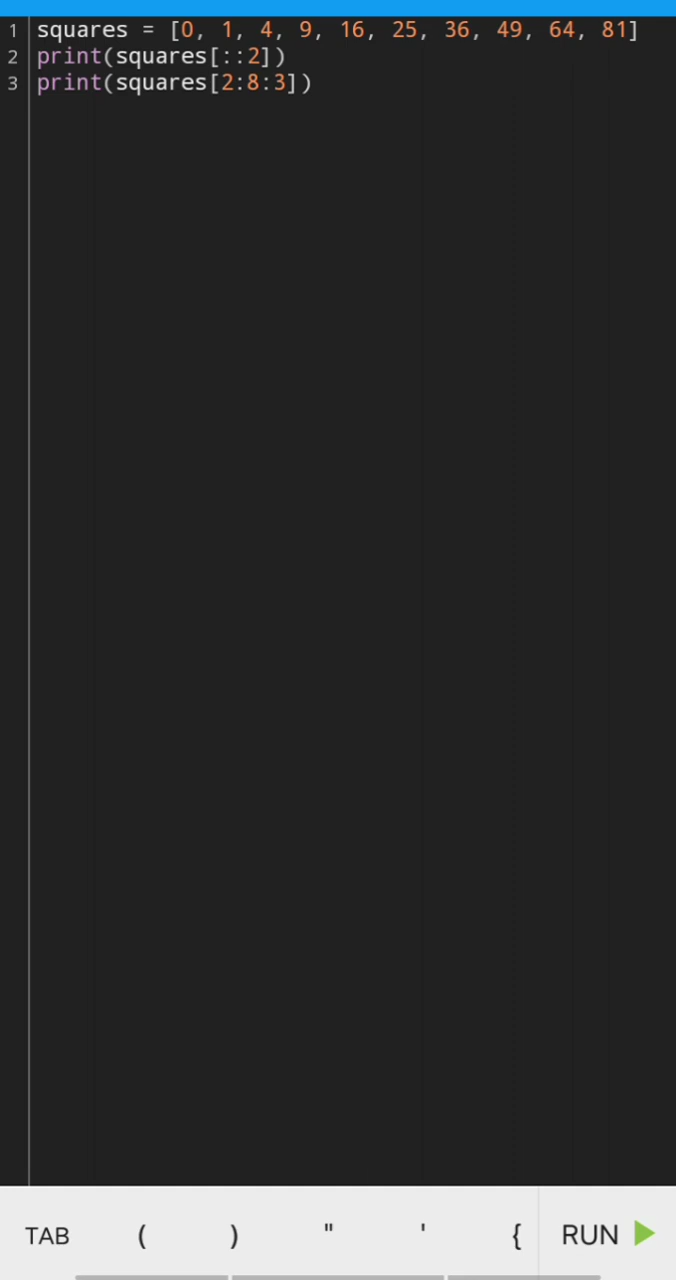 1 squares = [0, 1, 4, 9, 16, 25, 36, 49, 64, 81]
2 print(squares[::2])
3 print(squares[2:8:3])
TAB ( ) " ' { RUN